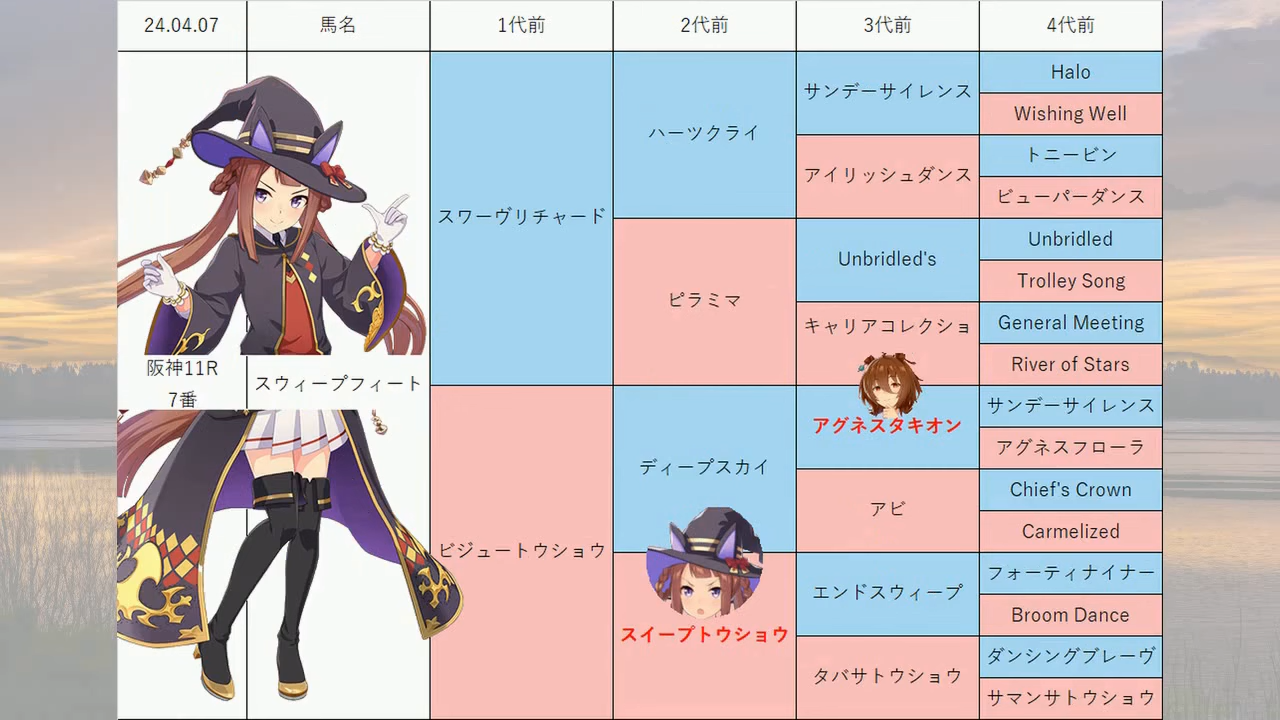 24.04.07
馬名
1代前
2代前
3代前
4代前
阪神11R
7番
スウィープフィート
スワーヴリチャード
ビジュートウショウ
ハーツクライ
ピラミマ
ディープスカイ
スイープトウショウ
サンデーサイレンス
アイリッシュダンス
Unbridled's
キャリアコレクショ
アグネスタキオン
アビ
エンドスウィープ
タバサトウショウ
Halo
Wishing Well
トニービン
ビューパーダンス
Unbridled
Trolley Song
General Meeting
River of Stars
サンデーサイレンス
アグネスフローラ
Chief's Crown
Carmelized
フォーティナイナー
Broom Dance
ダンシングブレーヴ
サマンサトウショウ